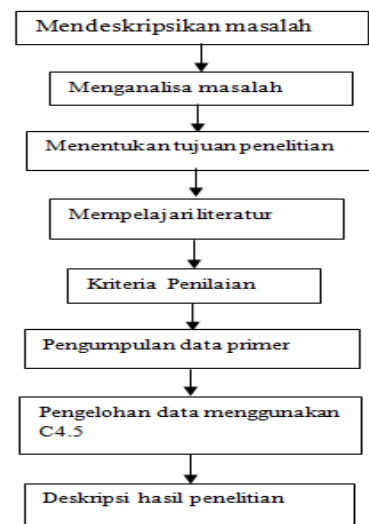 Mendeskripsikan masalah
Menganalisa masalah
Menentukan tujuan penelitian
Mempelajari literatur
Kriteria Penilaian
Pengumpulan data primer
Pengelohan data menggunakan
C4.5
Deskripsi hasil penelitian